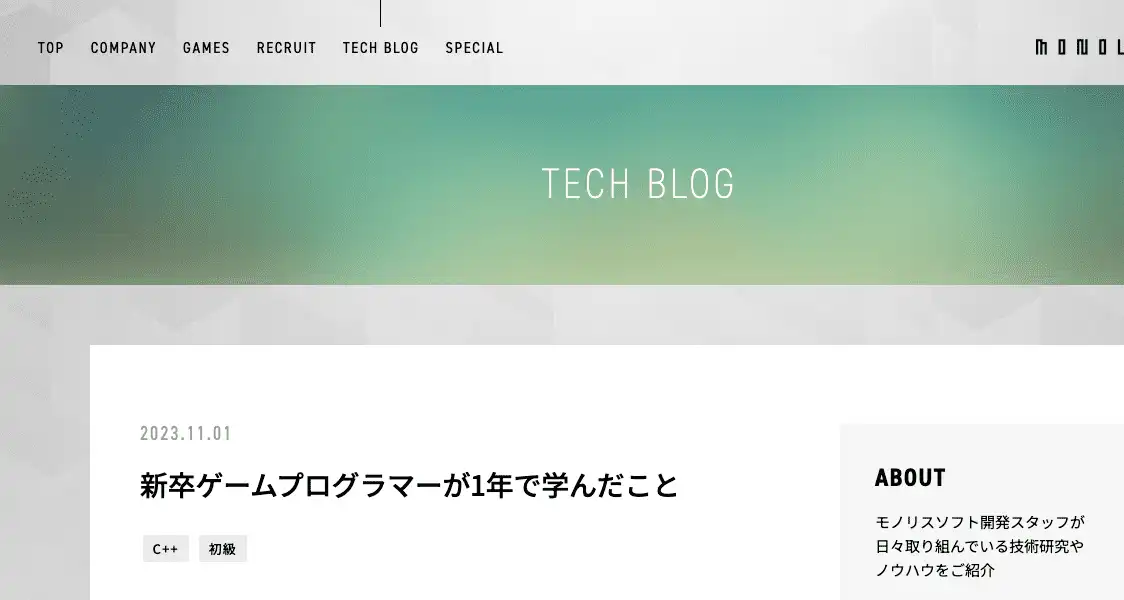 TOP COMPANY GAMES RECRUIT TECH BLOG SPECIAL
MONOL
TECH BLOG
2023.11.01
新卒ゲームプログラマーが1年で学んだこと
C++ 初級
ABOUT
モノリスソフト開発スタッフが
日々取り組んでいる技術研究や
ノウハウをご紹介